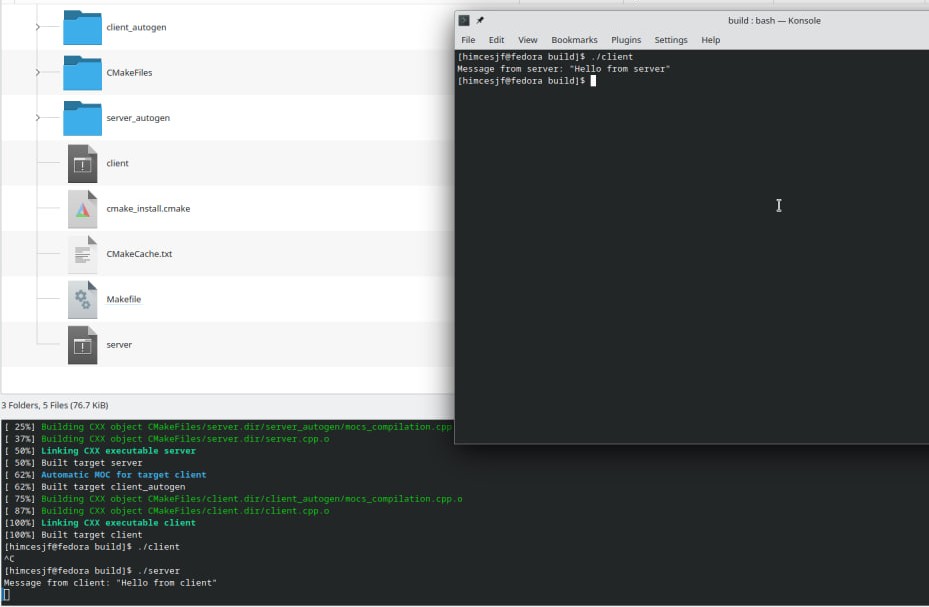 client_autogen
CMakeFiles
server_autogen
client
cmake_install.cmake
CMakeCache.txt
Makefile
server
3 Folders, 5 Files (76.7 KiB)
build : bash — Konsole
File Edit View Bookmarks Plugins Settings Help
[himcesjf@fedora build]$ ./client
Message from server: "Hello from server"
[himcesjf@fedora build]$
[ 25%] Building CXX object CMakeFiles/server.dir/server_autogen/mocs_compilation.cpp
[ 37%] Building CXX object CMakeFiles/server.dir/server.cpp.o
[ 50%] Linking CXX executable server
[ 50%] Built target server
[ 62%] Automatic MOC for target client
[ 62%] Built target client_autogen
[ 75%] Building CXX object CMakeFiles/client.dir/client_autogen/mocs_compilation.cpp.o
[ 87%] Building CXX object CMakeFiles/client.dir/client.cpp.o
[100%] Linking CXX executable client
[100%] Built target client
[himcesjf@fedora build]$ ./client
^C
[himcesjf@fedora build]$ ./server
Message from client: "Hello from client"